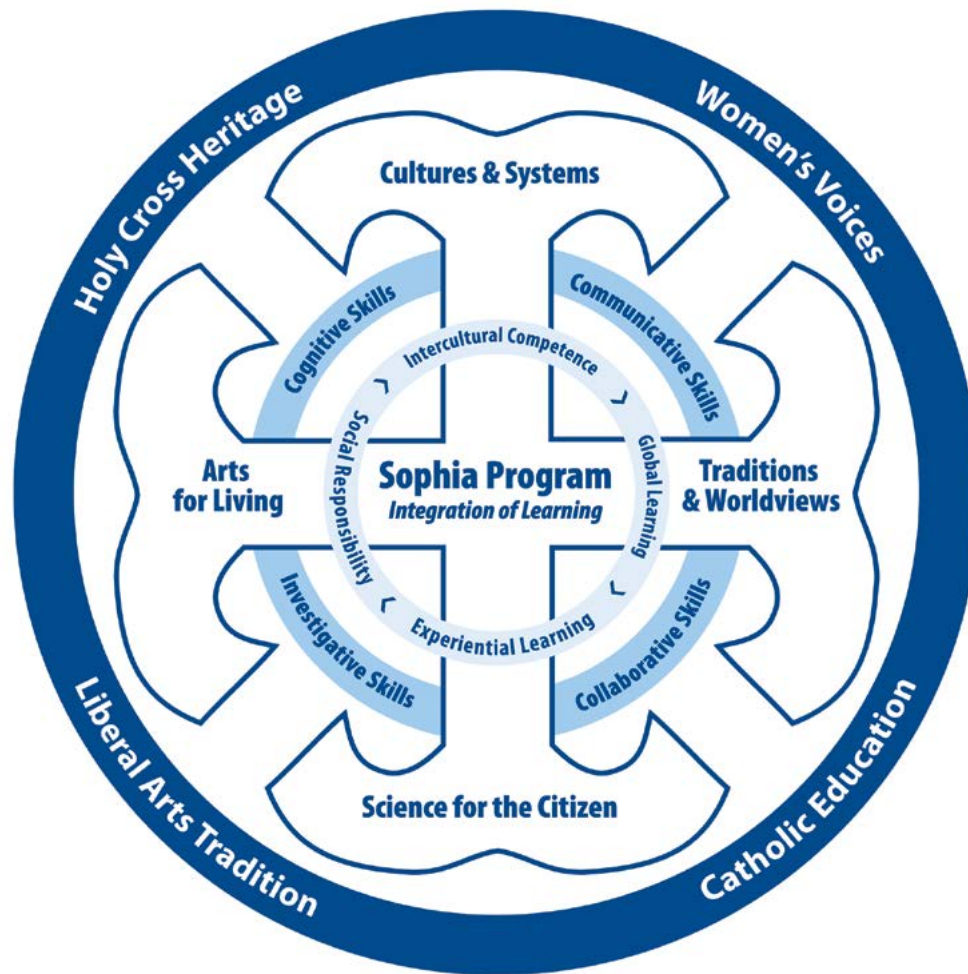 Holy Cross Heritage
Women's Voices
Cultures & Systems
Cognitive Skills
Communicative Skills
Intercultural Competence
Social Responsibility
Global Learning
Arts
for Living
Sophia Program
Integration of Learning
Traditions
& Worldviews
Experiential Learning
Investigative Skills
Collaborative Skills
Science for the Citizen
Liberal Arts Tradition
Catholic Education